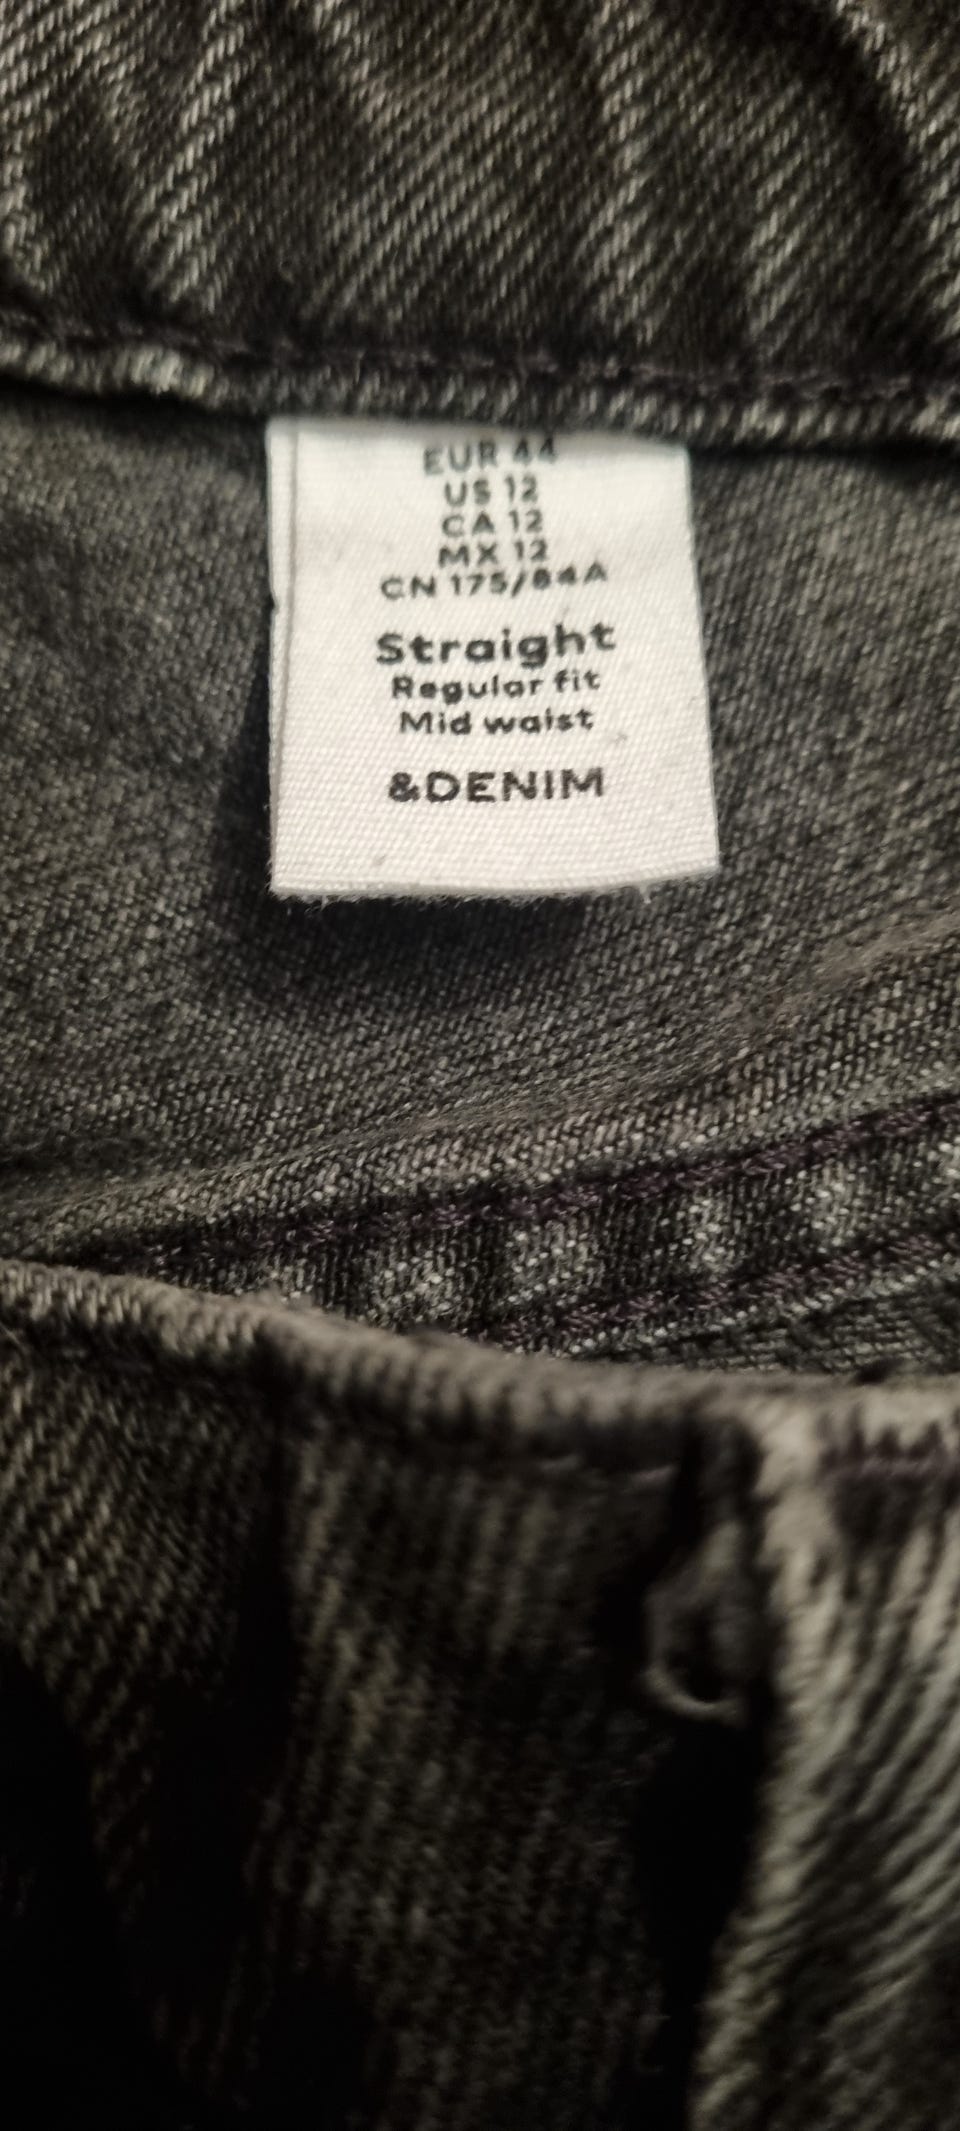 EUR 44
US 12
CA 12
MX 12
CN 175/84A
Straight
Regular fit
Mid waist
&DENIM